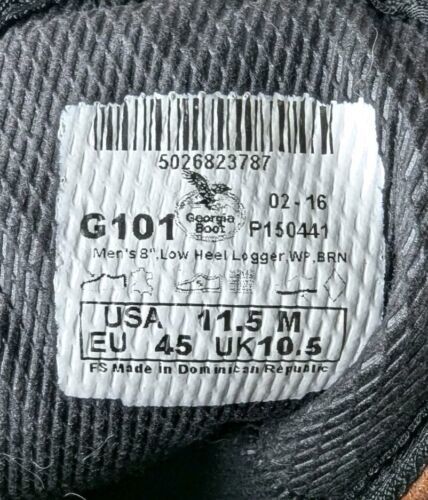 5026823787
G101
Georgia
Boot
02-16
P150441
Men's 8", Low Heel Logger, WP, BRN
USA 11.5 M
EU 45 UK10.5
FS Made in Dominican Republic